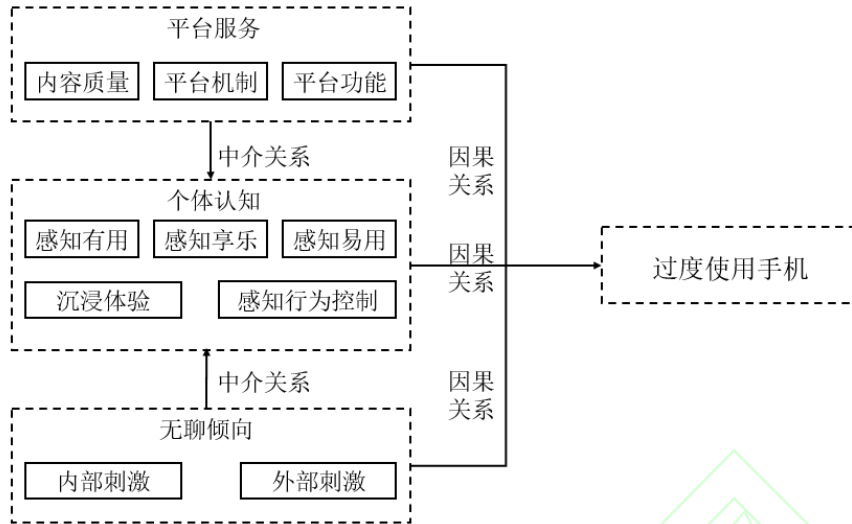 平台服务
内容质量 平台机制 平台功能
中介关系
因果
关系
个体认知
感知有用 感知享乐 感知易用
沉浸体验 感知行为控制
因果
关系
过度使用手机
中介关系
因果
关系
无聊倾向
内部刺激 外部刺激